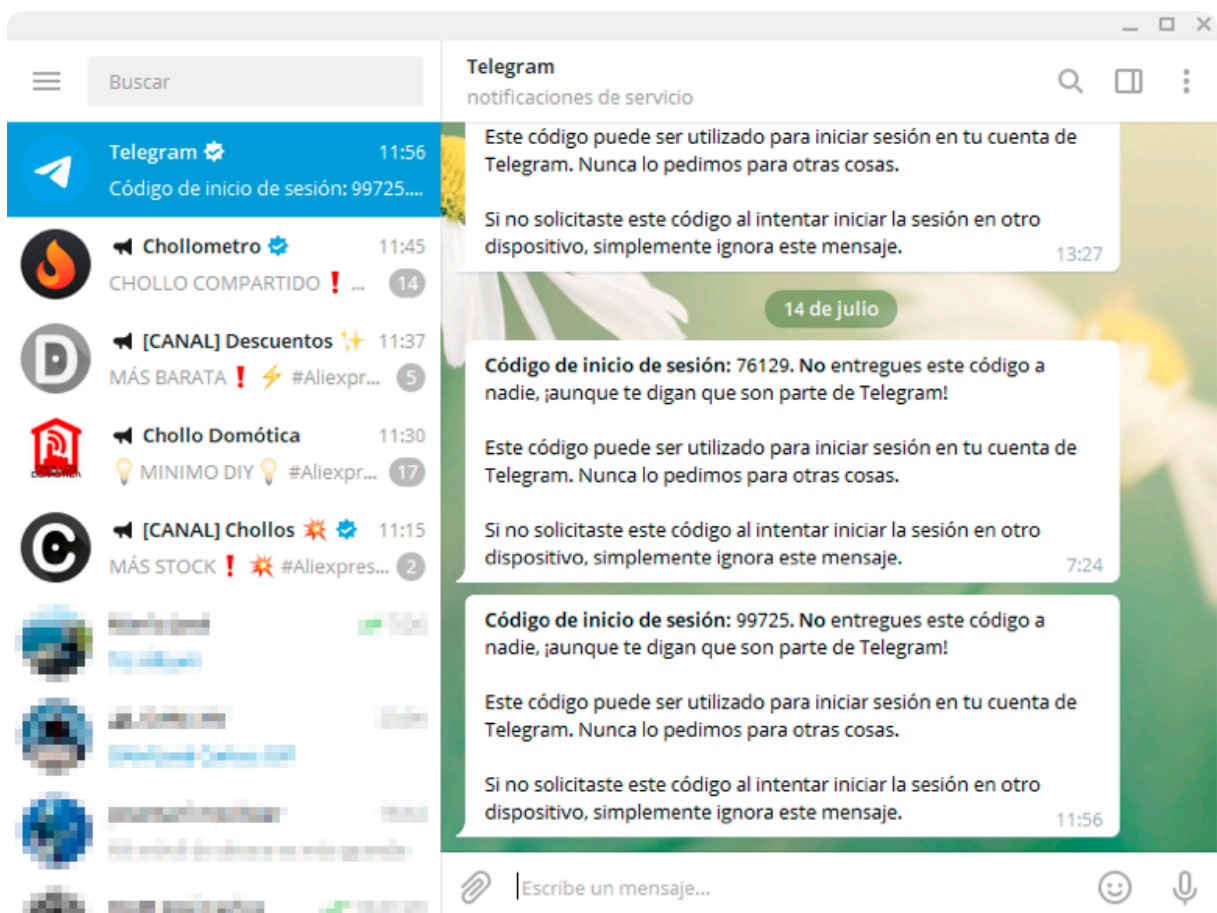 Buscar
Telegram
11:56
Código de inicio de sesión: 99725....
Chollometro
11:45
CHOLLO COMPARTIDO❗...
14
[CANAL] Descuentos ✨
11:37
MÁS BARATA❗⚡ #Aliexpr...
5
Chollo Domótica
11:30
💡 MINIMO DIY 💡 #Aliexpr...
17
[CANAL] Chollos 💥
11:15
MÁS STOCK❗💥 #Aliexpres...
2
Telegram
notificaciones de servicio
Este código puede ser utilizado para iniciar sesión en tu cuenta de
Telegram. Nunca lo pedimos para otras cosas.
Si no solicitaste este código al intentar iniciar la sesión en otro
dispositivo, simplemente ignora este mensaje.
13:27
14 de julio
Código de inicio de sesión: 76129. No entregues este código a
nadie, ¡aunque te digan que son parte de Telegram!
Este código puede ser utilizado para iniciar sesión en tu cuenta de
Telegram. Nunca lo pedimos para otras cosas.
Si no solicitaste este código al intentar iniciar la sesión en otro
dispositivo, simplemente ignora este mensaje.
7:24
Código de inicio de sesión: 99725. No entregues este código a
nadie, ¡aunque te digan que son parte de Telegram!
Este código puede ser utilizado para iniciar sesión en tu cuenta de
Telegram. Nunca lo pedimos para otras cosas.
Si no solicitaste este código al intentar iniciar la sesión en otro
dispositivo, simplemente ignora este mensaje.
11:56
Escribe un mensaje...